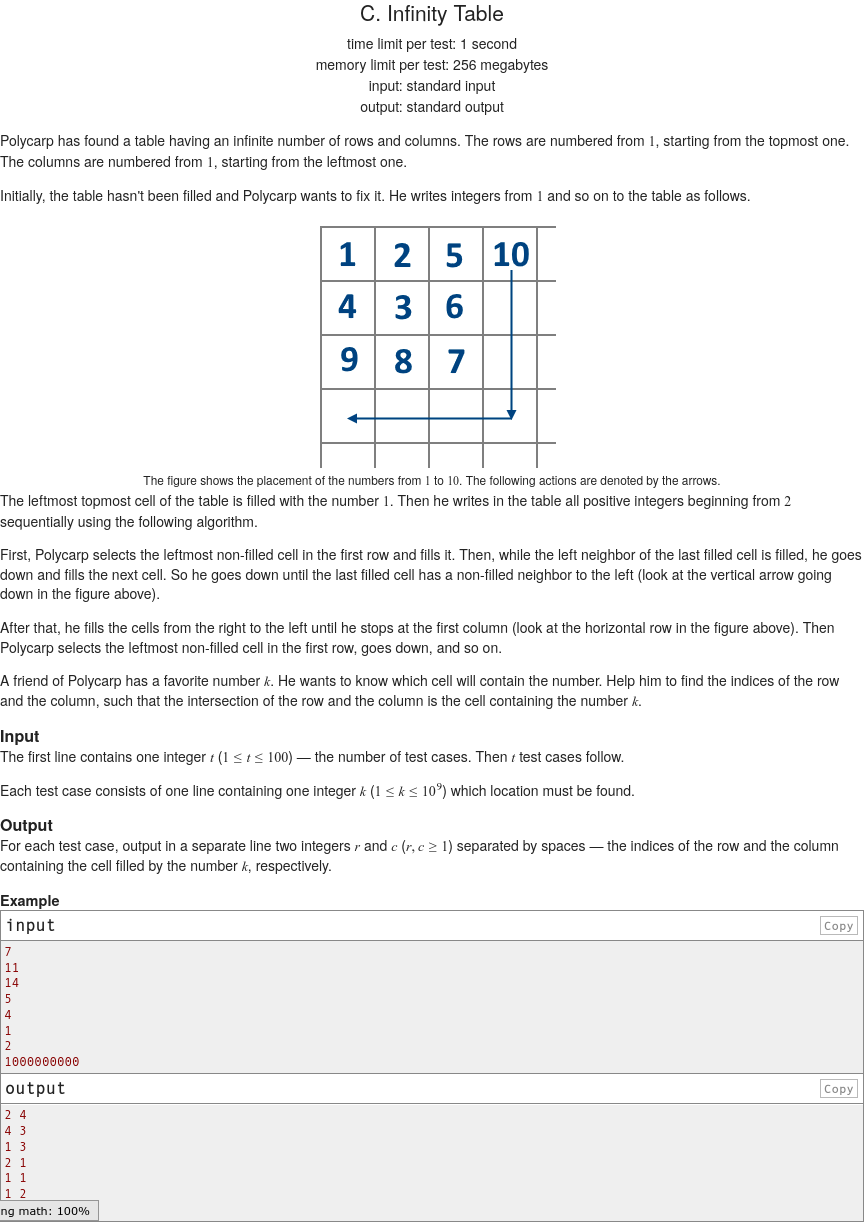 C. Infinity Table
time limit per test: 1 second
memory limit per test: 256 megabytes
input: standard input
output: standard output
Polycarp has found a table having an infinite number of rows and columns. The rows are numbered from 1, starting from the topmost one.
The columns are numbered from 1, starting from the leftmost one.
Initially, the table hasn't been filled and Polycarp wants to fix it. He writes integers from 1 and so on to the table as follows.
1 2 5 10
4 3 6
9 8 7
The figure shows the placement of the numbers from 1 to 10. The following actions are denoted by the arrows.
The leftmost topmost cell of the table is filled with the number 1. Then he writes in the table all positive integers beginning from 2
sequentially using the following algorithm.
First, Polycarp selects the leftmost non-filled cell in the first row and fills it. Then, while the left neighbor of the last filled cell is filled, he goes
down and fills the next cell. So he goes down until the last filled cell has a non-filled neighbor to the left (look at the vertical arrow going
down in the figure above).
After that, he fills the cells from the right to the left until he stops at the first column (look at the horizontal row in the figure above). Then
Polycarp selects the leftmost non-filled cell in the first row, goes down, and so on.
A friend of Polycarp has a favorite number k. He wants to know which cell will contain the number. Help him to find the indices of the row
and the column, such that the intersection of the row and the column is the cell containing the number k.
Input
The first line contains one integer t (1 ≤ t ≤ 100) — the number of test cases. Then t test cases follow.
Each test case consists of one line containing one integer k (1 ≤ k ≤ 10⁹) which location must be found.
Output
For each test case, output in a separate line two integers r and c (r, c ≥ 1) separated by spaces — the indices of the row and the column
containing the cell filled by the number k, respectively.
Example
input Copy
7
11
14
5
4
1
2
1000000000
output Copy
2 4
4 3
1 3
2 1
1 1
1 2
ng math: 100%